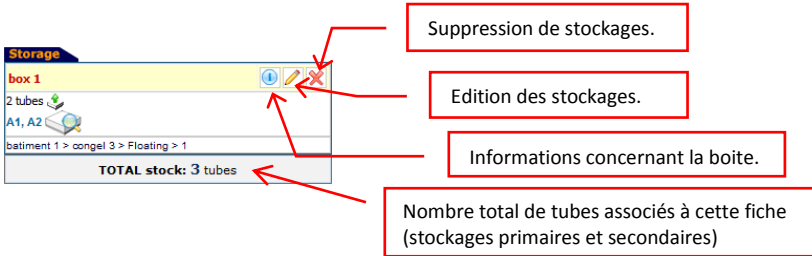 Suppression de stockages.
Storage
box 1
2 tubes
A1, A2
batiment 1 > congel 3 > Floating > 1
TOTAL stock: 3 tubes
Edition des stockages.
Informations concernant la boite.
Nombre total de tubes associés à cette fiche
(stockages primaires et secondaires)